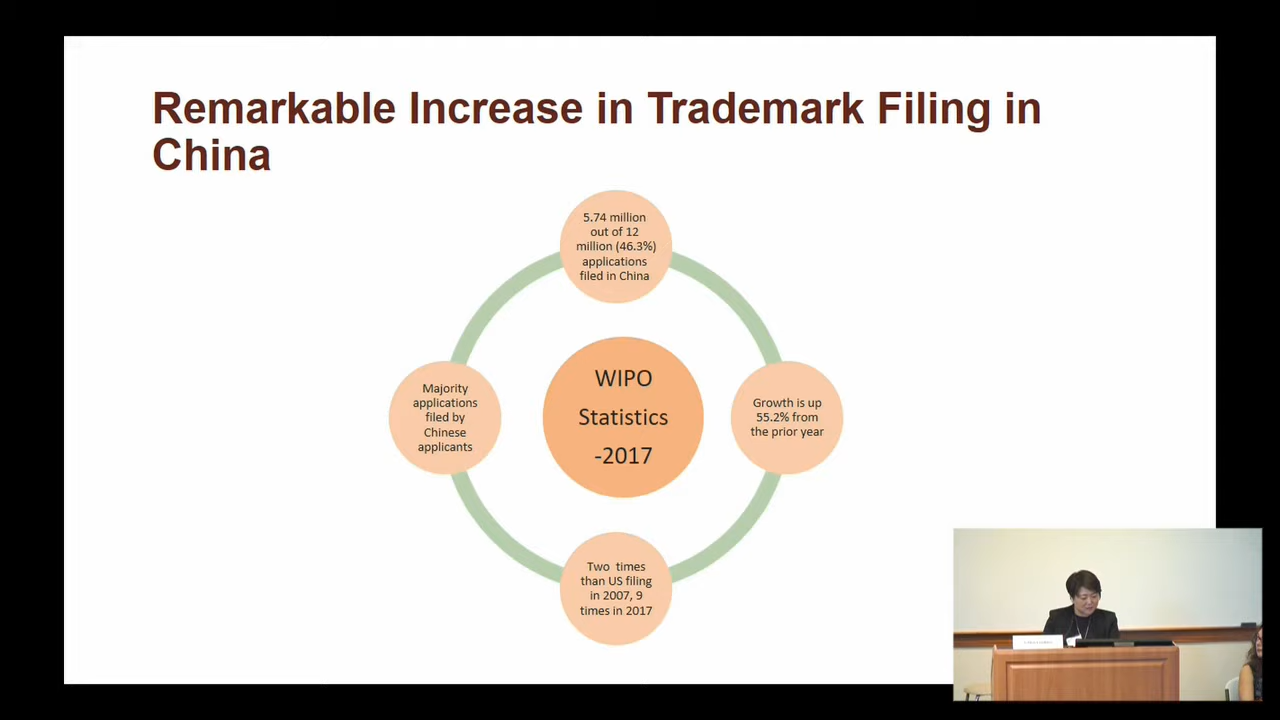 Remarkable Increase in Trademark Filing in
China
5.74 million
out of 12
million (46.3%)
applications
filed in China
WIPO
Statistics
-2017
Growth is up
55.2% from
the prior year
Two times
than US filing
in 2007, 9
times in 2017
Majority
applications
filed by
Chinese
applicants